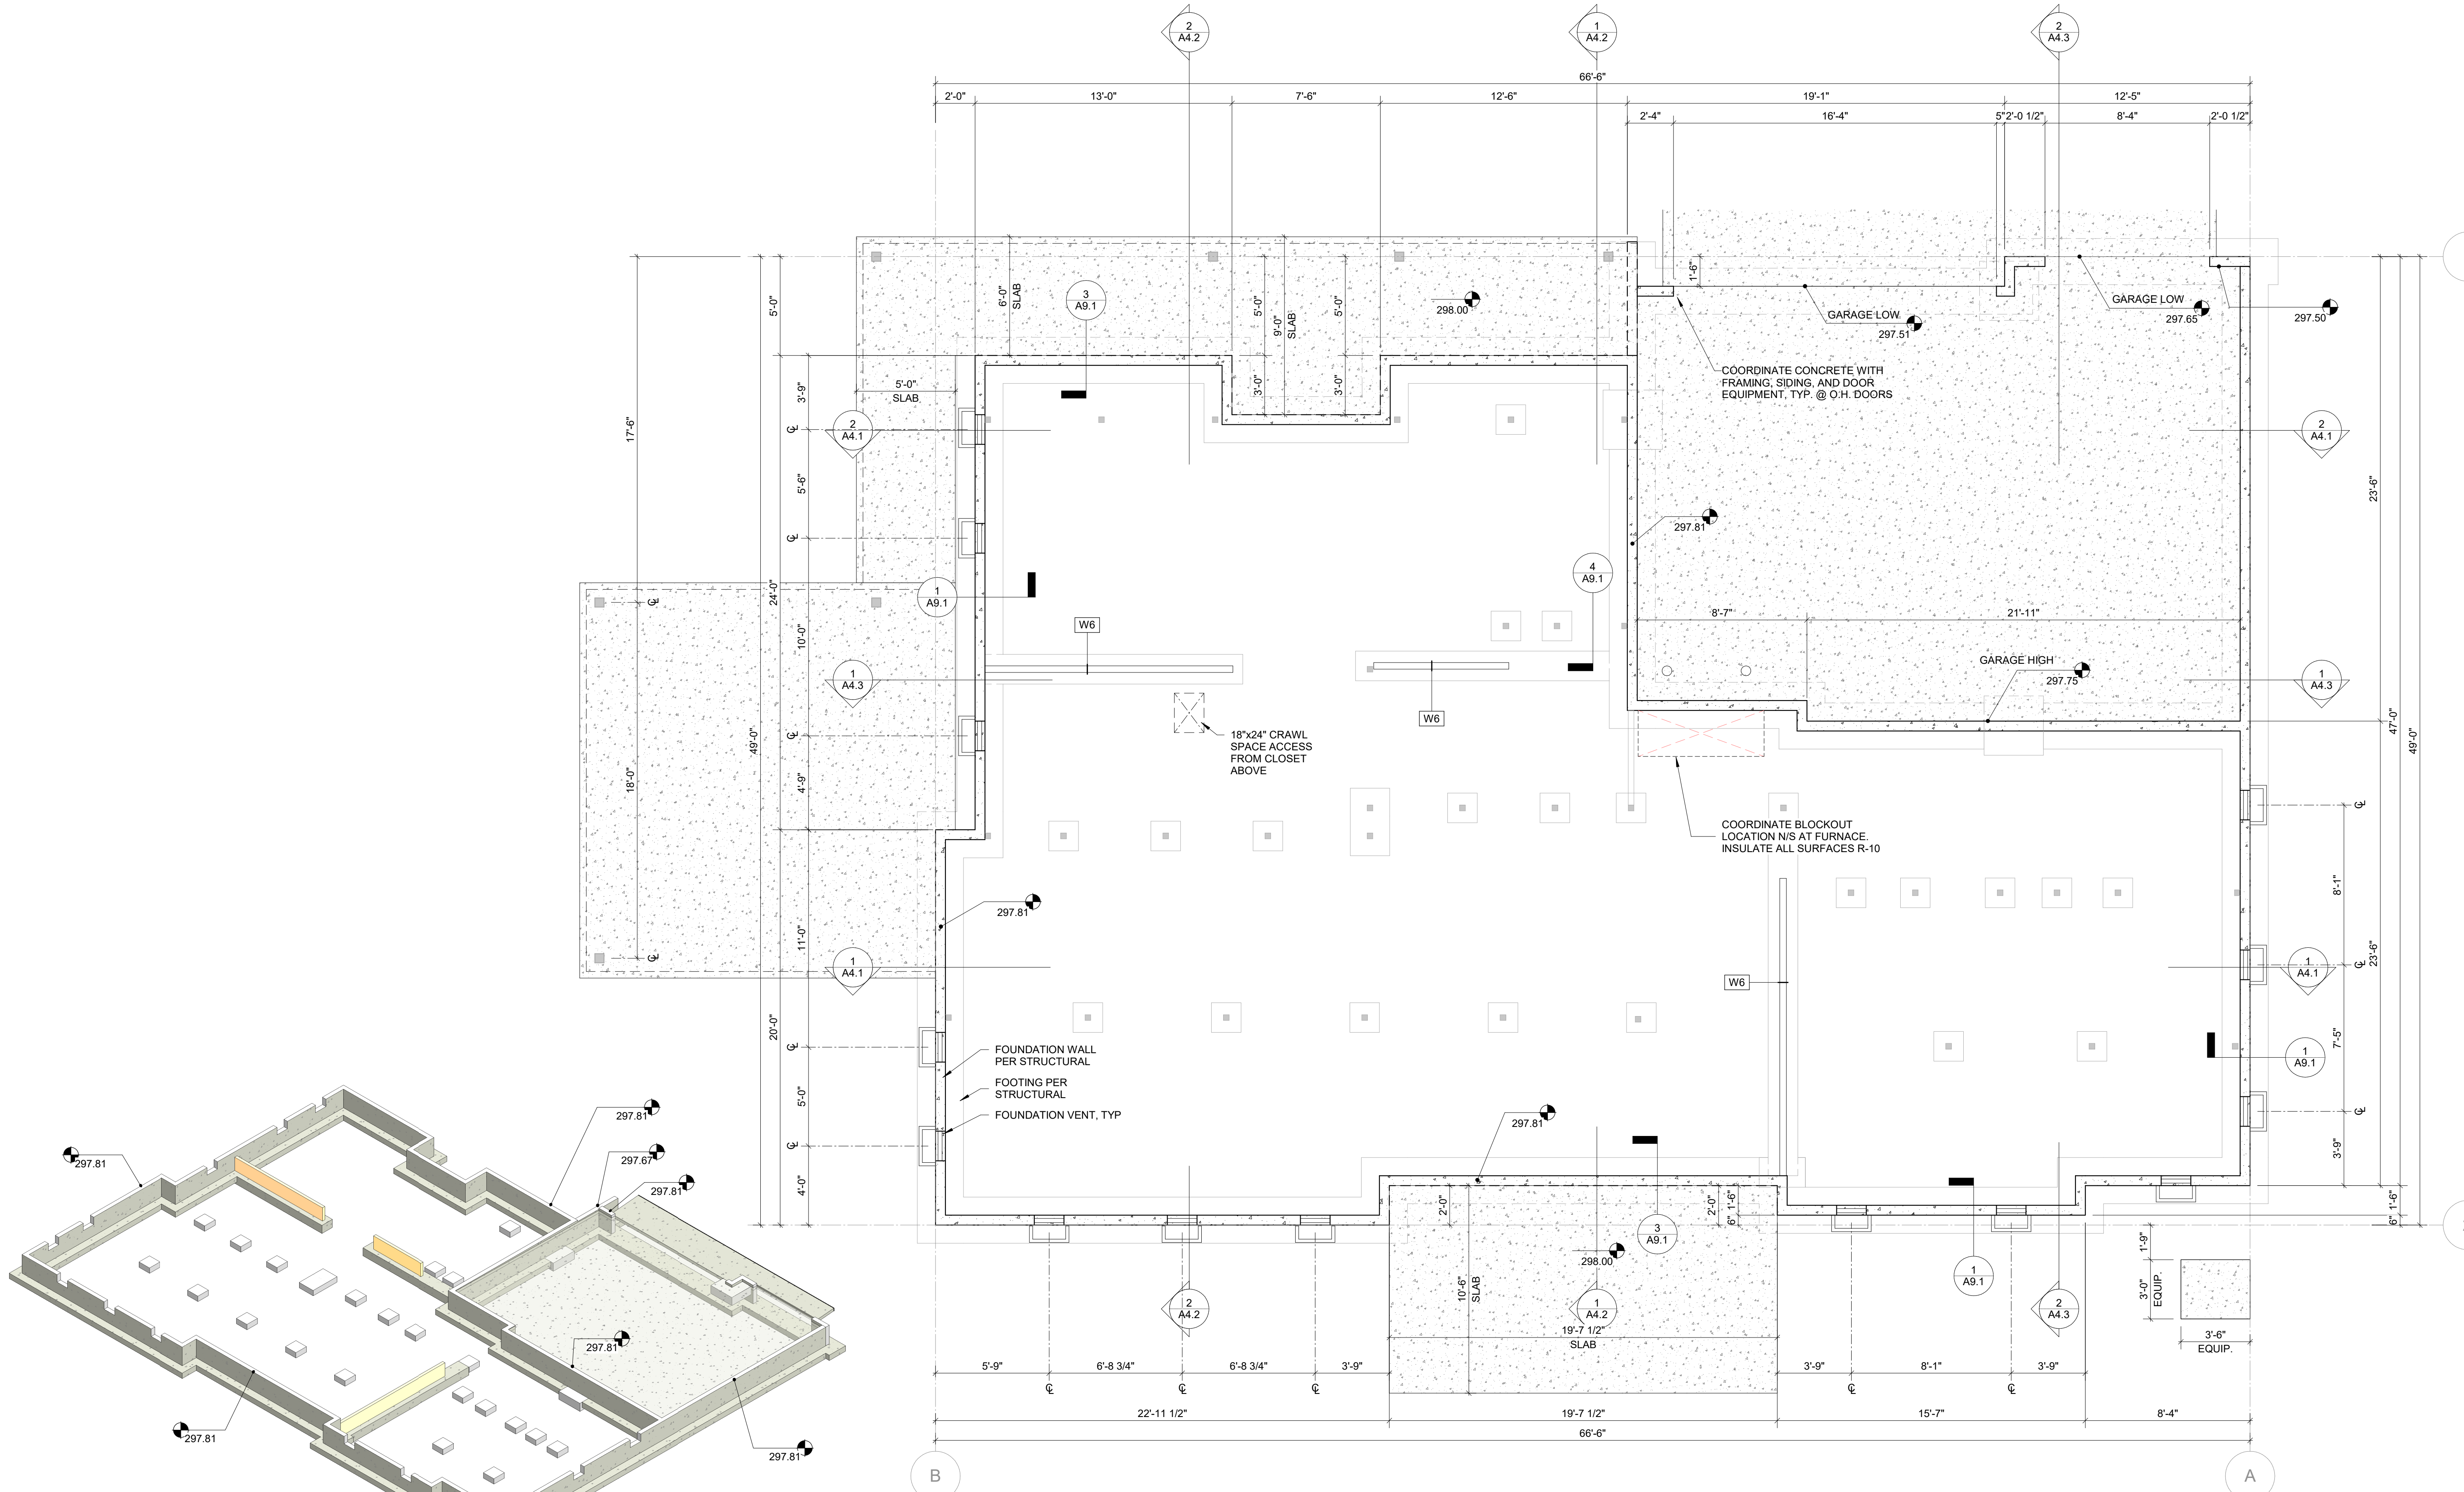 2
A4.2
1
A4.2
2
A4.3
66'-6"
2'-0"
13'-0"
7'-6"
12'-6"
19'-1"
12'-5"
2'-4"
16'-4"
5"
2'-0 1/2"
8'-4"
2'-0 1/2"
5'-0"
6'-0"
SLAB
3
A9.1
5'-0"
9'-0"
SLAB
5'-0"
298.00
1'-6"
GARAGE LOW
297.51
GARAGE LOW
297.65
297.50
COORDINATE CONCRETE WITH
FRAMING, SIDING, AND DOOR
EQUIPMENT, TYP. @ O.H. DOORS
5'-0"
SLAB
3'-9"
3'-0"
3'-0"
17'-6"
℄
2
A4.1
2
A4.1
5'-6"
23'-6"
297.81
℄
24'-0"
1
A9.1
4
A9.1
℄
W6
8'-7"
21'-11"
10'-0"
1
A4.3
GARAGE HIGH
297.75
1
A4.3
W6
47'-0"
49'-0"
49'-0"
℄
18"x24" CRAWL
SPACE ACCESS
FROM CLOSET
ABOVE
18'-0"
4'-9"
℄
COORDINATE BLOCKOUT
LOCATION N/S AT FURNACE.
INSULATE ALL SURFACES R-10
8'-1"
297.81
11'-0"
23'-6"
℄
1
A4.1
℄
1
A4.1
W6
20'-0"
℄
FOUNDATION WALL
PER STRUCTURAL
FOOTING PER
STRUCTURAL
FOUNDATION VENT, TYP
7'-5"
1
A9.1
5'-0"
297.81
℄
℄
3'-9"
4'-0"
2'-0"
10'-6"
SLAB
2'-0"
6"
1'-6"
3
A9.1
298.00
1
A9.1
6"
1'-6"
1'-9"
3'-0"
EQUIP.
3'-6"
EQUIP.
2
A4.2
1
A4.2
2
A4.3
19'-7 1/2"
SLAB
5'-9"
6'-8 3/4"
6'-8 3/4"
3'-9"
3'-9"
8'-1"
3'-9"
℄
℄
℄
℄
℄
22'-11 1/2"
19'-7 1/2"
15'-7"
8'-4"
66'-6"
B
A
297.81
297.81
297.67
297.81
297.81
297.81
297.81